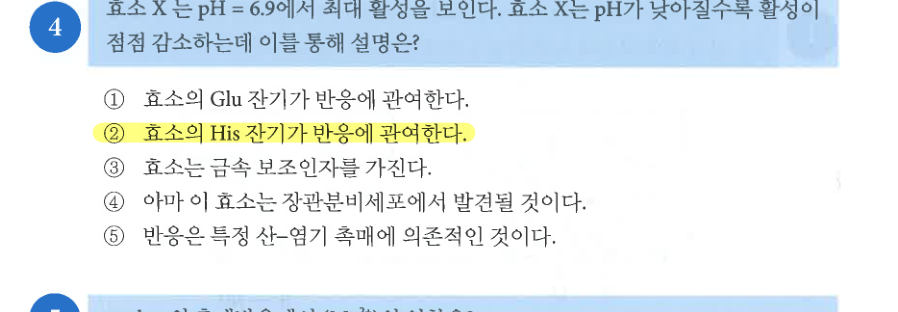 4
효소 X 는 pH = 6.9에서 최대 활성을 보인다. 효소 X는 pH가 낮아질수록 활성이
점점 감소하는데 이를 통해 설명은?
① 효소의 Glu 잔기가 반응에 관여한다.
② 효소의 His 잔기가 반응에 관여한다.
③ 효소는 금속 보조인자를 가진다.
④ 아마 이 효소는 장관분비세포에서 발견될 것이다.
⑤ 반응은 특정 산–염기 촉매에 의존적인 것이다.